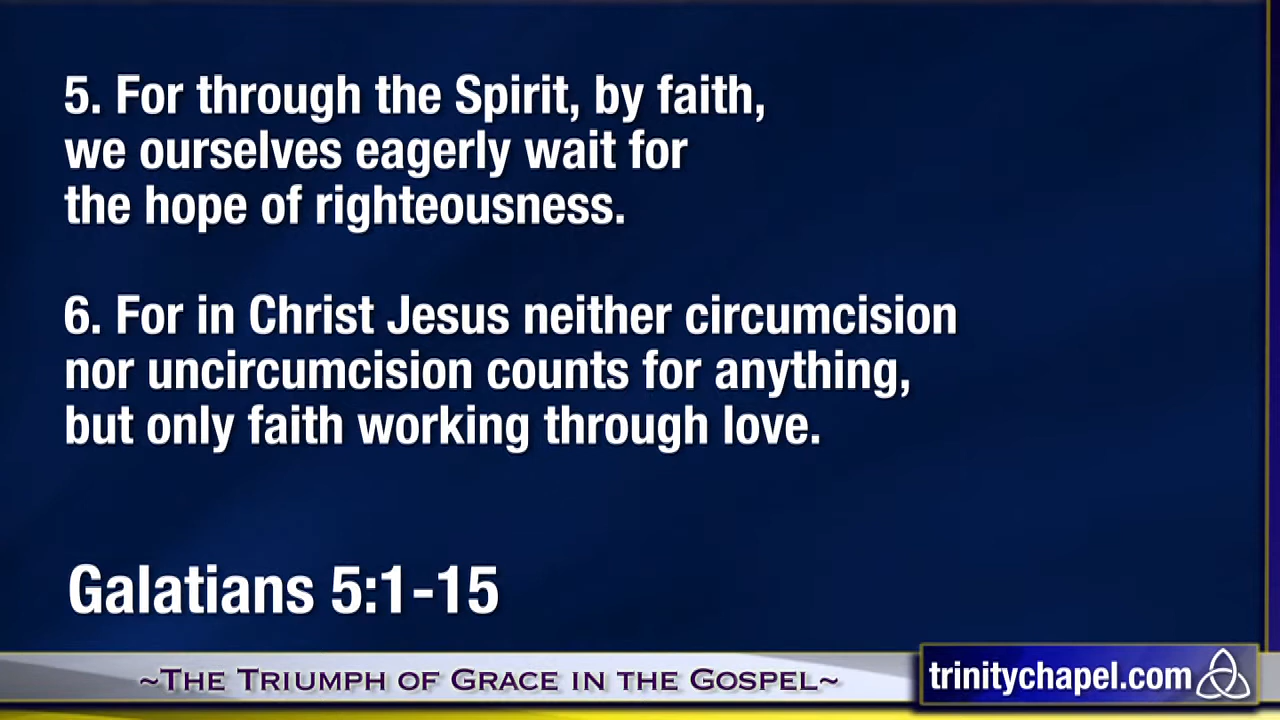 5. For through the Spirit, by faith,
we ourselves eagerly wait for
the hope of righteousness.
6. For in Christ Jesus neither circumcision
nor uncircumcision counts for anything,
but only faith working through love.
Galatians 5:1-15
~The Triumph of Grace in the Gospel~
trinitychapel.com